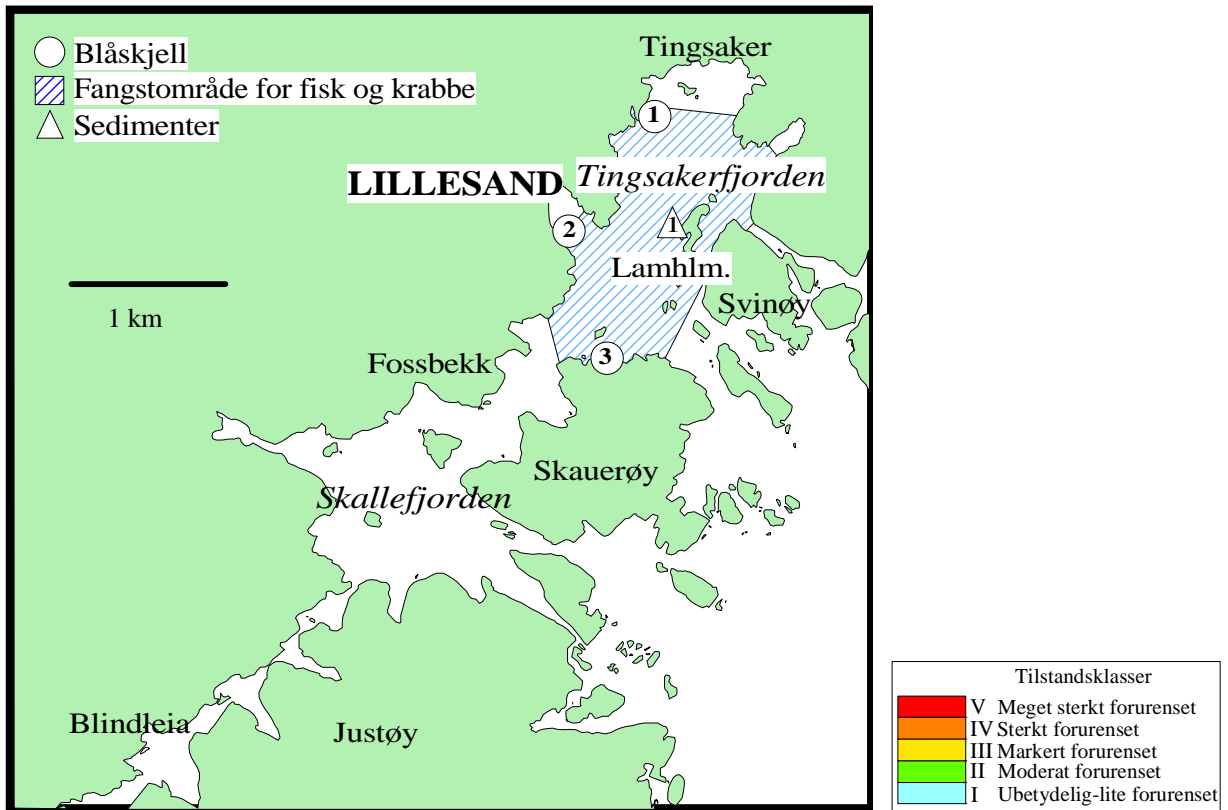 Blåskjell
Fangstområde for fisk og krabbe
Sedimenter
Tingsaker
1
LILLESAND
Tingsakerfjorden
2
1
Lamhlm.
Svinøy
1 km
3
Fossbekk
Skauerøy
Skallefjorden
Blindleia
Justøy
Tilstandsklasser
V Meget sterkt forurenset
IV Sterkt forurenset
III Markert forurenset
II Moderat forurenset
I Ubetydelig-lite forurenset